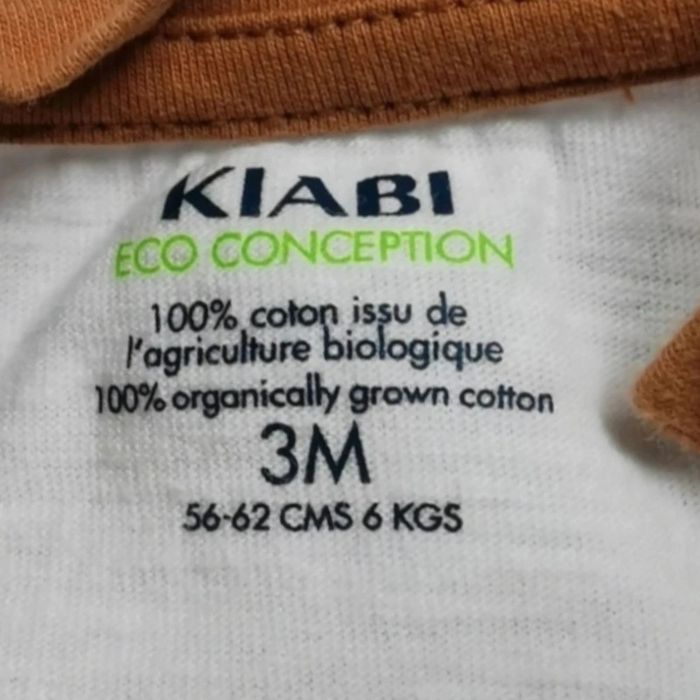 KIABI
ECO CONCEPTION
100% coton issu de
l'agriculture biologique
100% organically grown cotton
3M
56-62 CMS 6 KGS